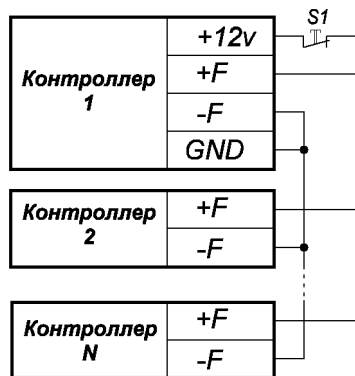 S1
+12v
Контроллер
1
+F
-F
GND
Контроллер
2
+F
-F
Контроллер
N
+F
-F